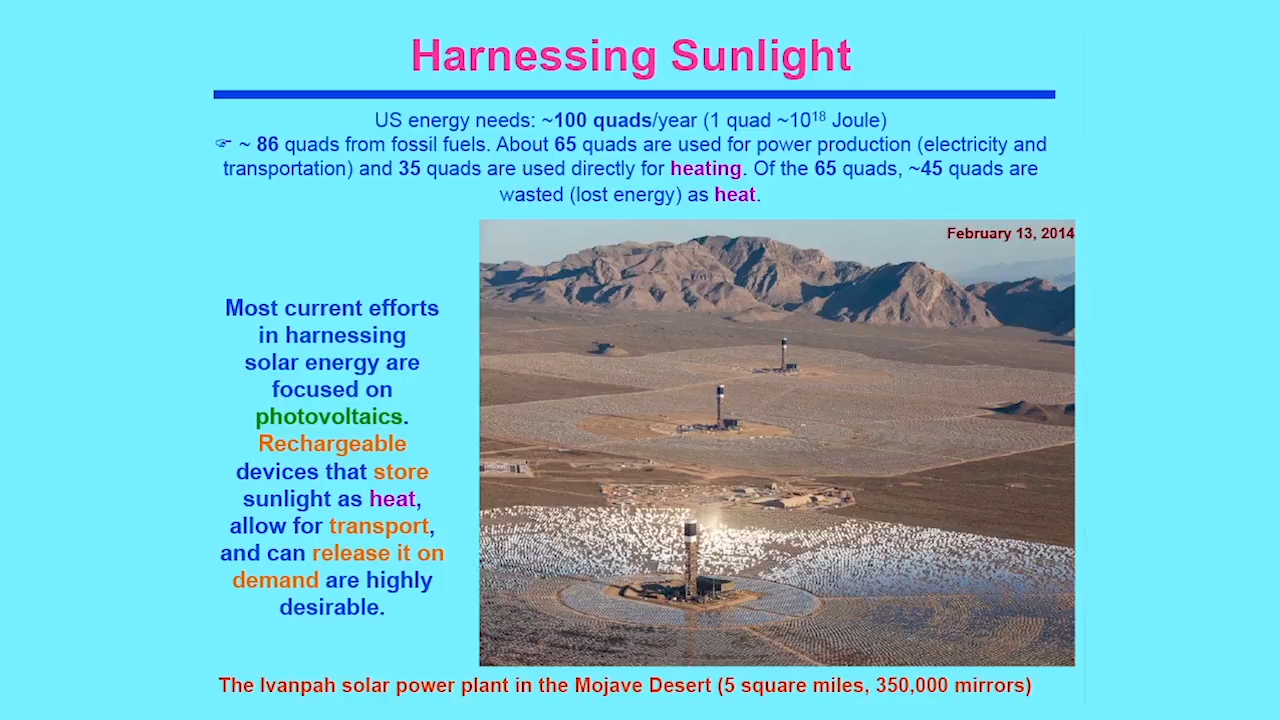 Harnessing Sunlight
US energy needs: ~100 quads/year (1 quad ~10¹⁸ Joule)
☞ ~ 86 quads from fossil fuels. About 65 quads are used for power production (electricity and
transportation) and 35 quads are used directly for heating. Of the 65 quads, ~45 quads are
wasted (lost energy) as heat.
February 13, 2014
Most current efforts
in harnessing
solar energy are
focused on
photovoltaics.
Rechargeable
devices that store
sunlight as heat,
allow for transport,
and can release it on
demand are highly
desirable.
The Ivanpah solar power plant in the Mojave Desert (5 square miles, 350,000 mirrors)